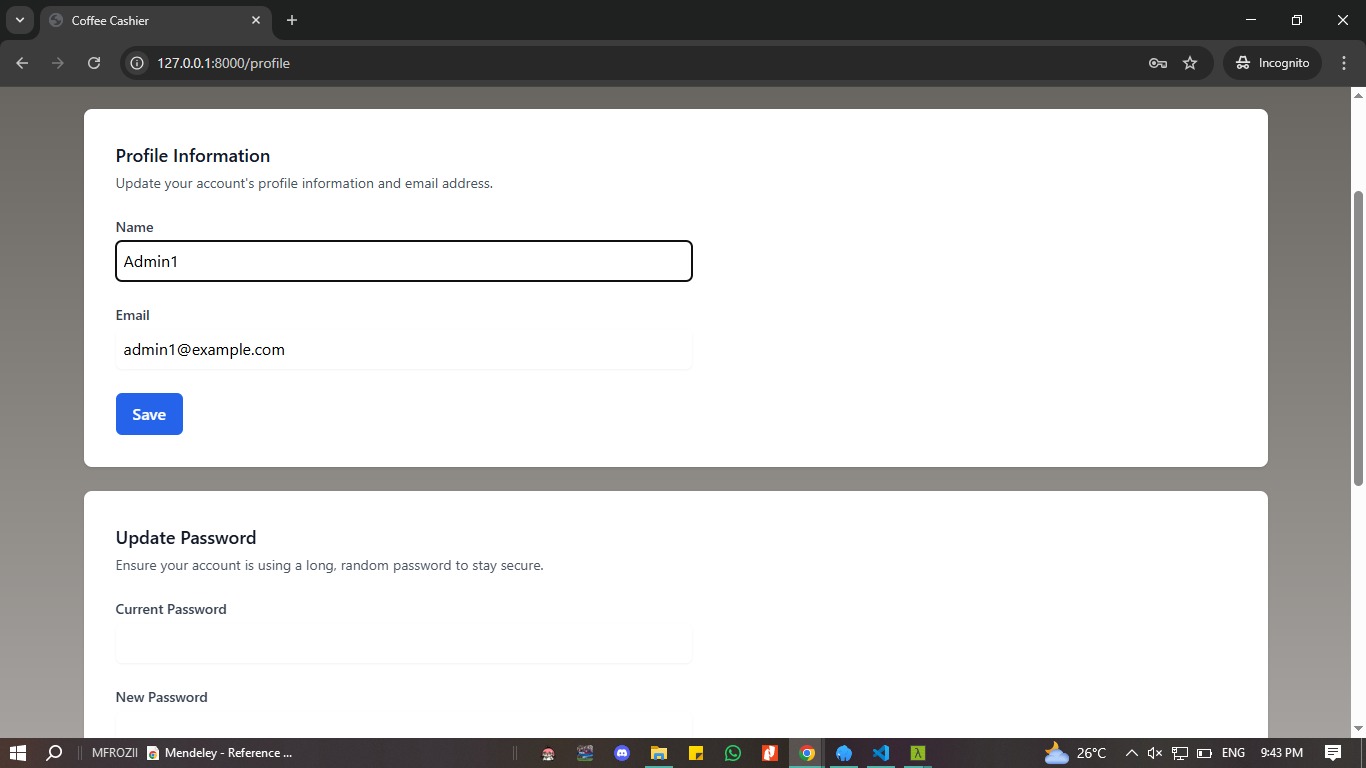 Coffee Cashier
127.0.0.1:8000/profile
Incognito
Profile Information
Update your account's profile information and email address.
Name
Admin1
Email
admin1@example.com
Save
Update Password
Ensure your account is using a long, random password to stay secure.
Current Password
New Password
MFROZII
Mendeley - Reference ...
26°C
ENG
9:43 PM